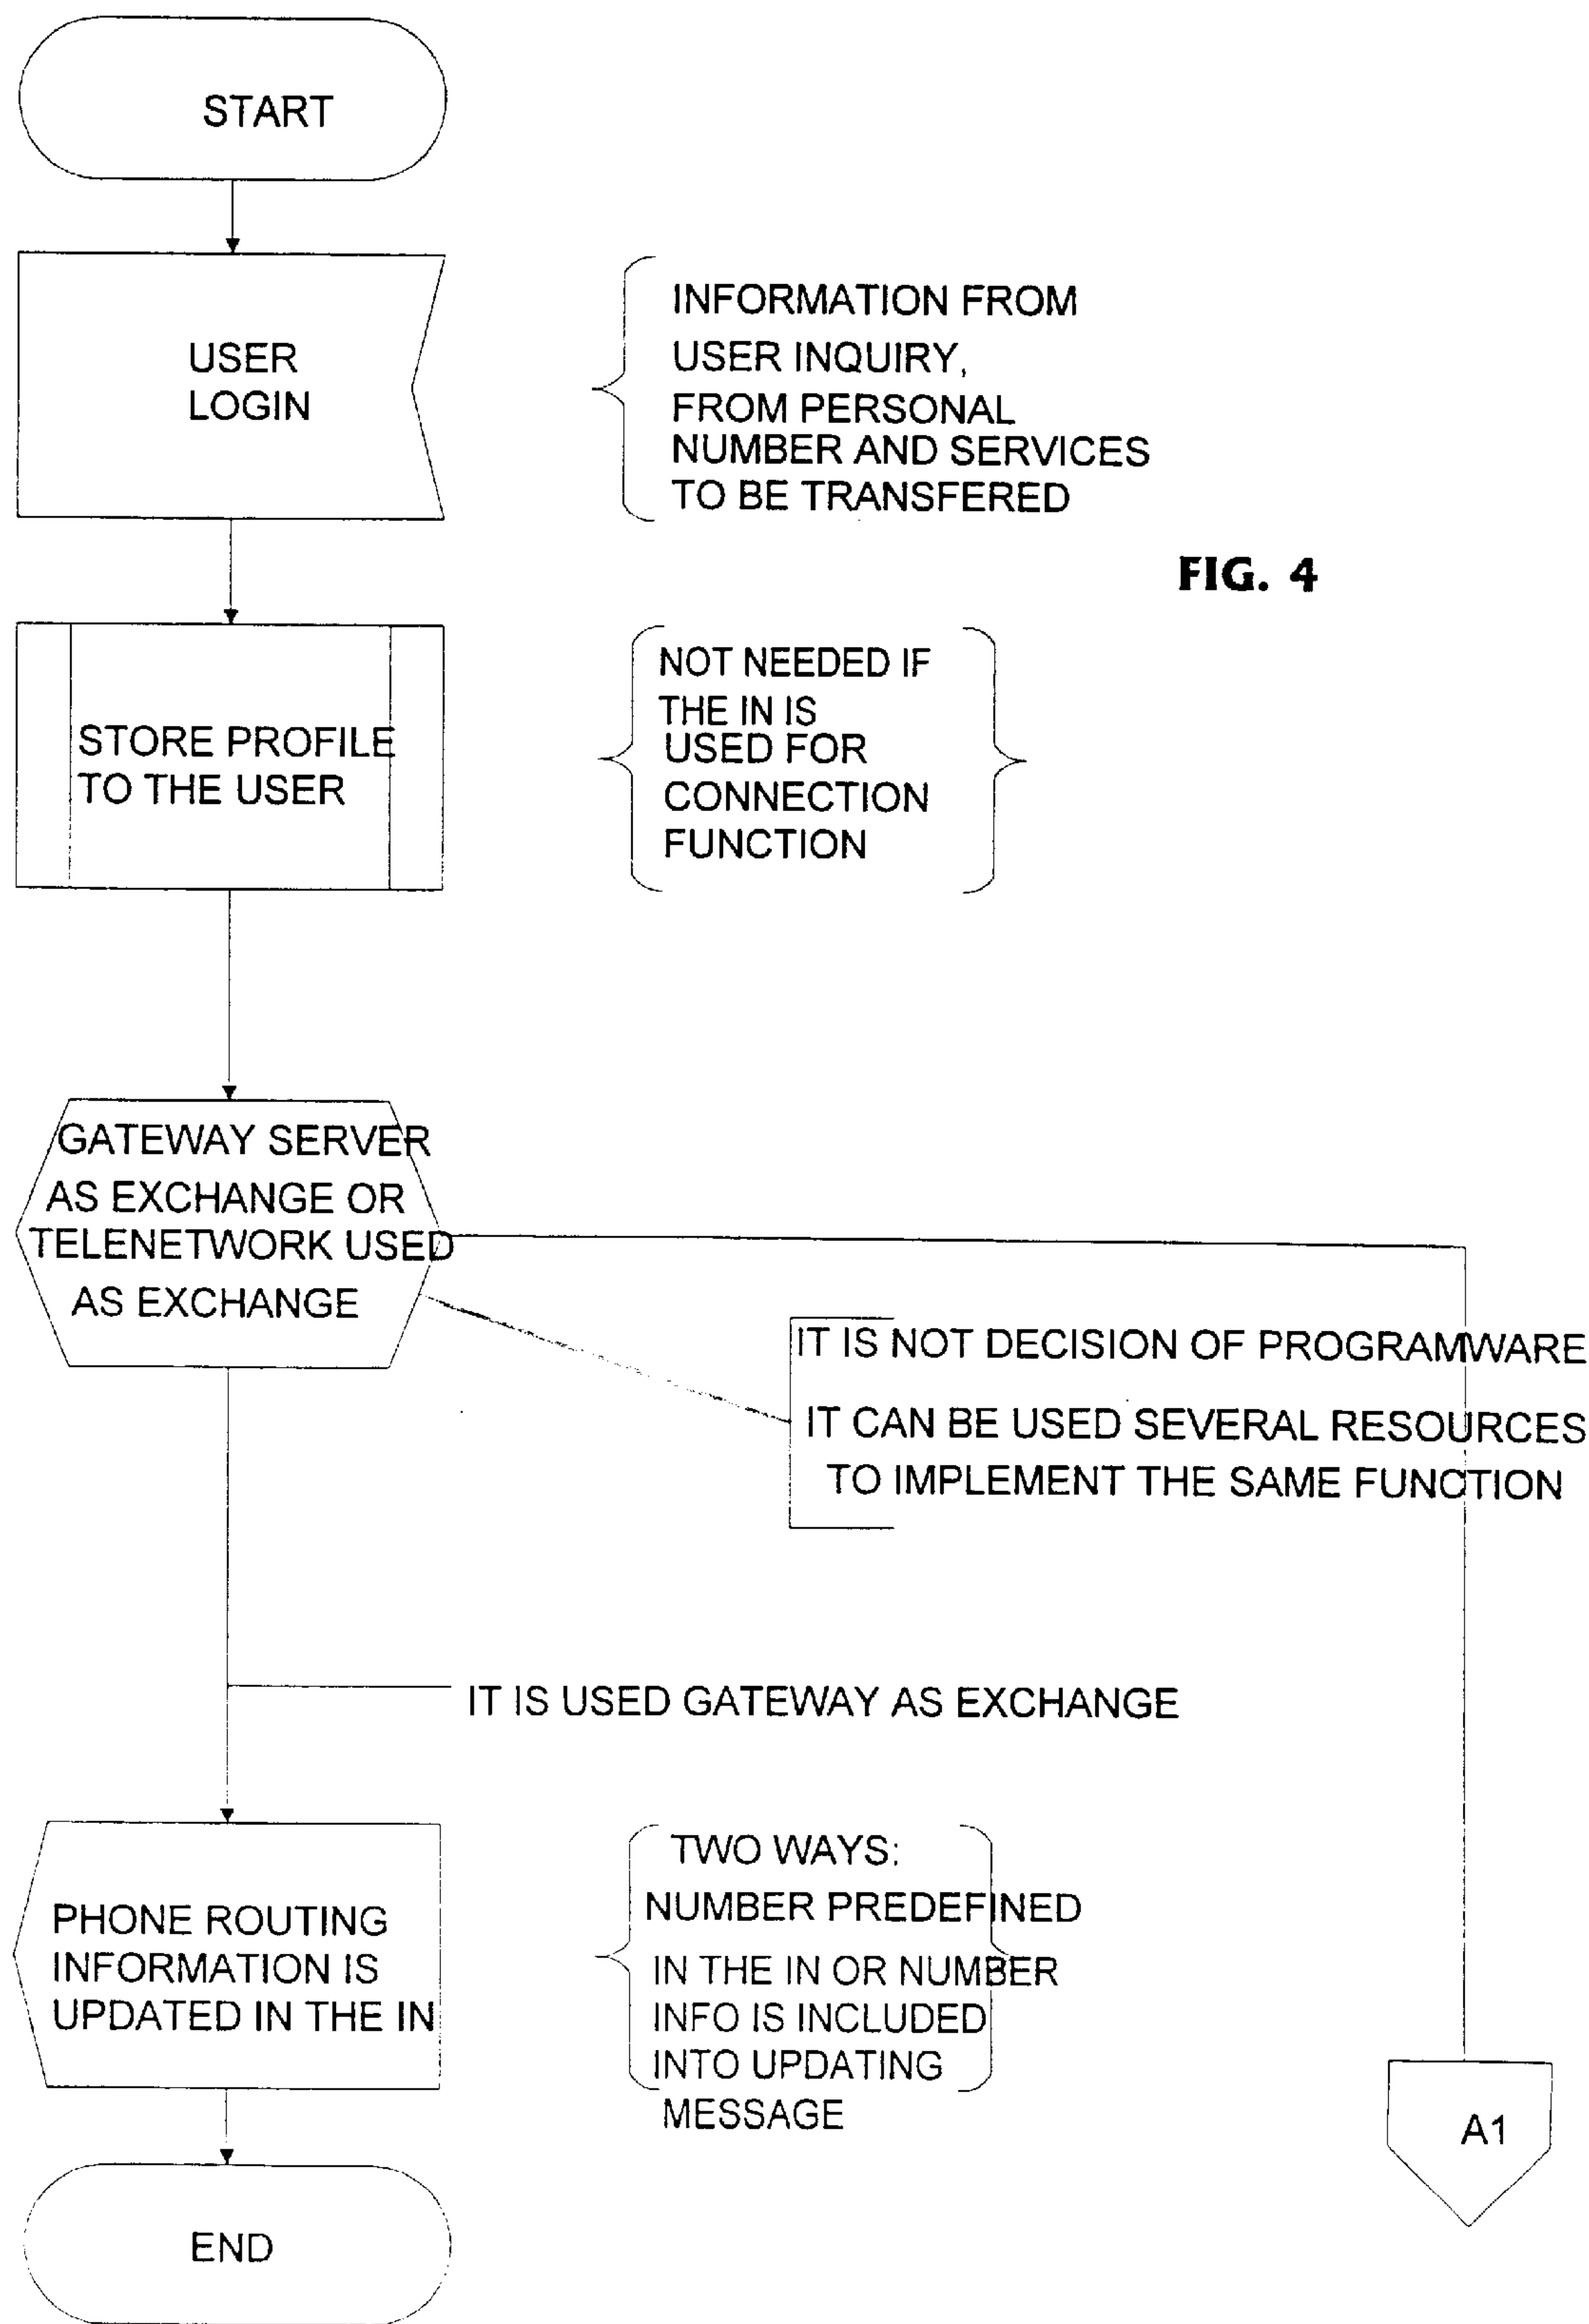 START
USER
LOGIN
INFORMATION FROM
USER INQUIRY,
FROM PERSONAL
NUMBER AND SERVICES
TO BE TRANSFERED
FIG. 4
STORE PROFILE
TO THE USER
NOT NEEDED IF
THE IN IS
USED FOR
CONNECTION
FUNCTION
GATEWAY SERVER
AS EXCHANGE OR
TELENETWORK USED
AS EXCHANGE
IT IS NOT DECISION OF PROGRAMWARE
IT CAN BE USED SEVERAL RESOURCES
TO IMPLEMENT THE SAME FUNCTION
IT IS USED GATEWAY AS EXCHANGE
PHONE ROUTING
INFORMATION IS
UPDATED IN THE IN
TWO WAYS:
NUMBER PREDEFINED
IN THE IN OR NUMBER
INFO IS INCLUDED
INTO UPDATING
MESSAGE
A1
END